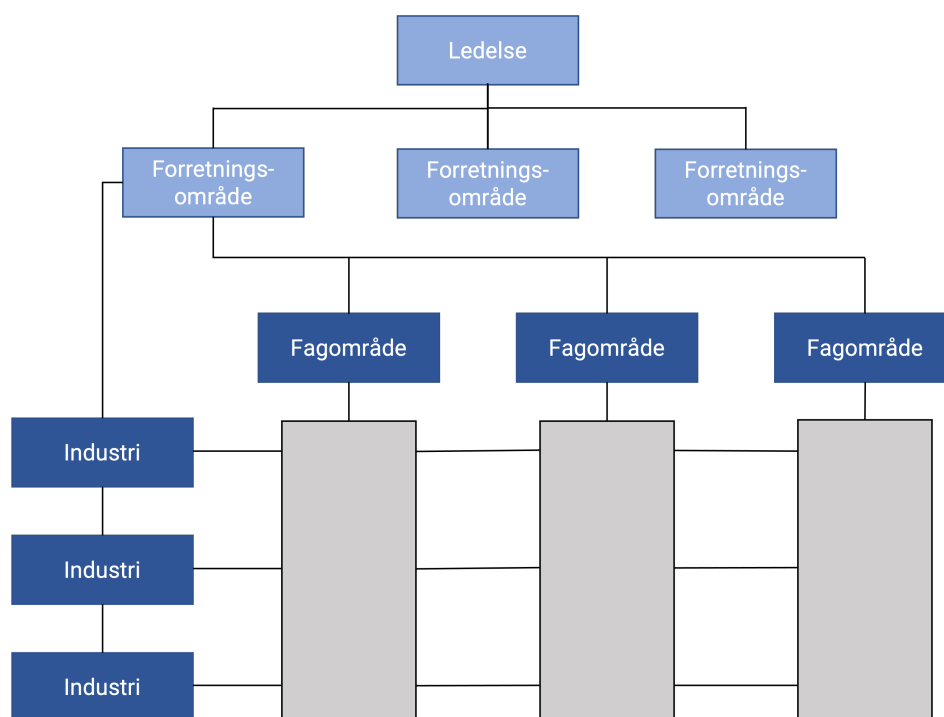 Ledelse
Forretnings-
område
Forretnings-
område
Forretnings-
område
Fagområde
Fagområde
Fagområde
Industri
Industri
Industri